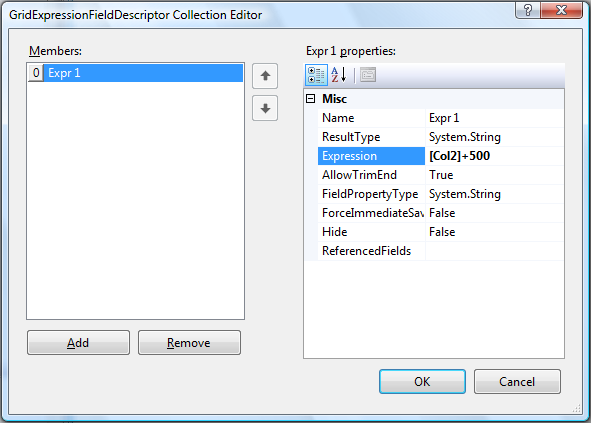 GridExpressionFieldDescriptor Collection Editor
?
Members:
0 Expr 1
Add
Remove
Expr 1 properties:
A
Z
Misc
Name Expr 1
ResultType System.String
Expression [Col2]+500
AllowTrimEnd True
FieldPropertyType System.String
ForceImmediateSav False
Hide False
ReferencedFields
OK
Cancel